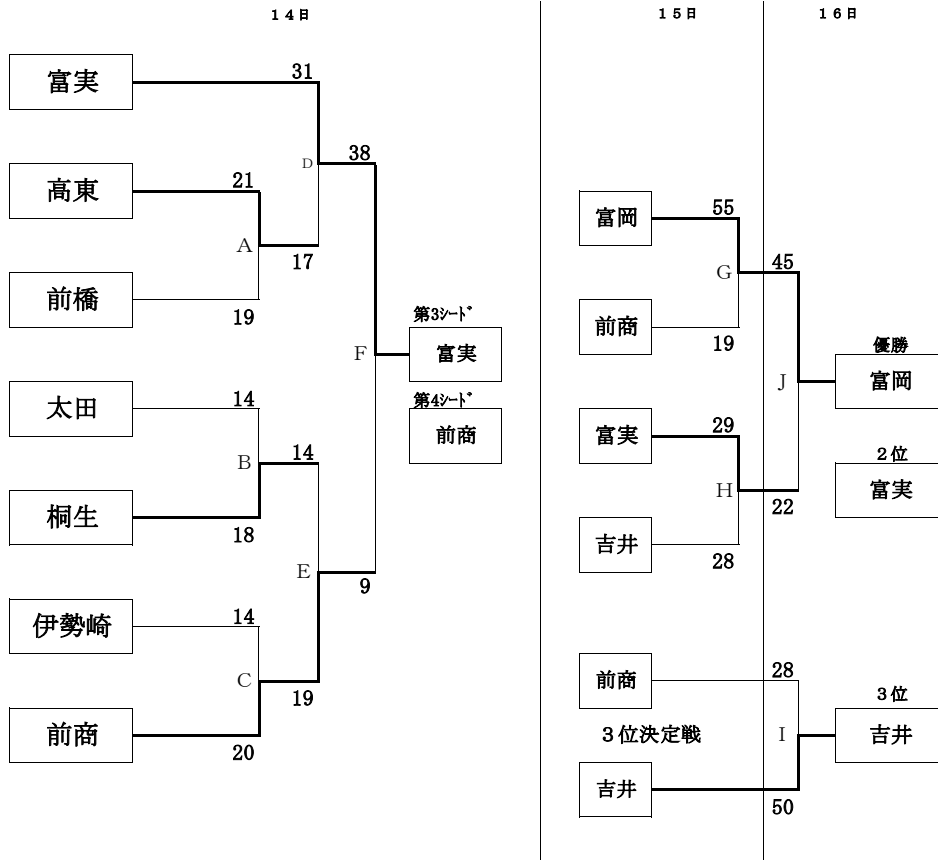 １４日
１５日
１６日
富実
31
D
38
高東
21
A
17
前橋
19
太田
14
B
14
桐生
18
E
9
伊勢崎
14
C
19
前商
20
F
第3ｼｰﾄﾞ
富実
第4ｼｰﾄﾞ
前商
富岡
55
G
45
前商
19
富実
29
H
22
吉井
28
J
優勝
富岡
２位
富実
前商
28
３位決定戦
I
吉井
50
３位
吉井